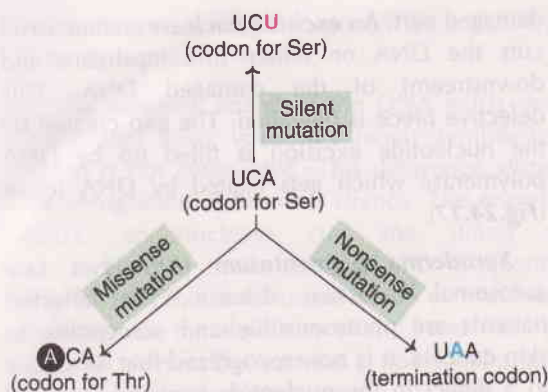 UCU
(codon for Ser)
Silent
mutation
UCA
(codon for Ser)
Missense
mutation
Nonsense
mutation
ACA
(codon for Thr)
UAA
(termination codon)